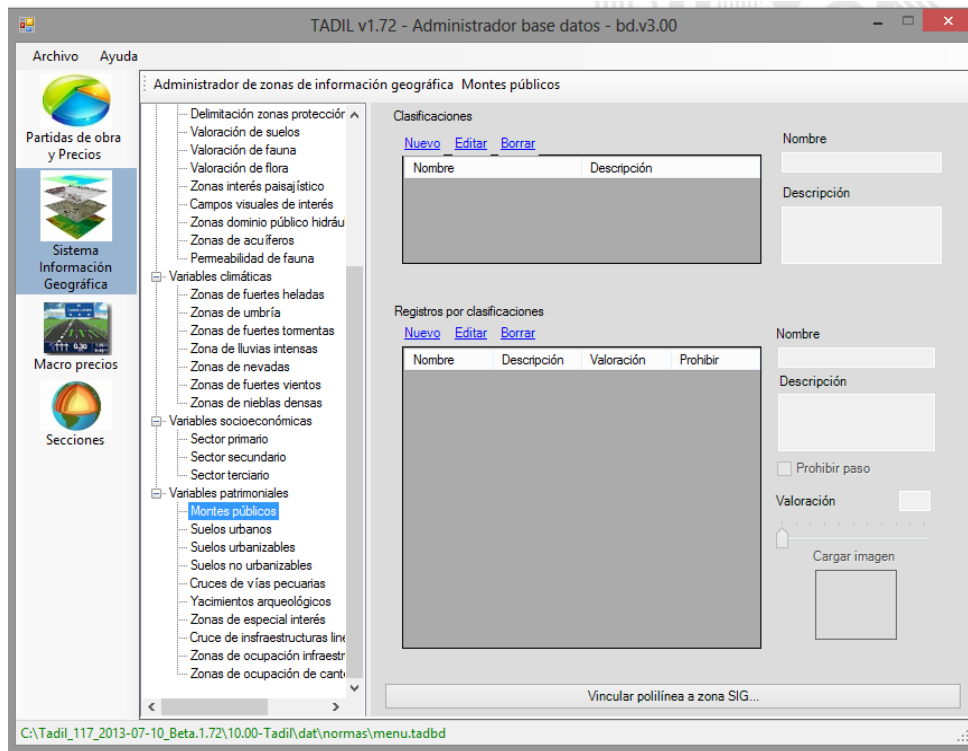 TADIL v1.72 - Administrador base datos - bd.v3.00
Archivo Ayuda
Partidas de obra
y Precios
Sistema
Información
Geográfica
Macro precios
Secciones
Administrador de zonas de información geográfica Montes públicos
Delimitación zonas protecciór
Valoración de suelos
Valoración de fauna
Valoración de flora
Zonas interés paisajístico
Campos visuales de interés
Zonas dominio público hidráu
Zonas de acuíferos
Permeabilidad de fauna
Variables climáticas
Zonas de fuertes heladas
Zonas de umbría
Zonas de fuertes tormentas
Zona de lluvias intensas
Zonas de nevadas
Zonas de fuertes vientos
Zonas de nieblas densas
Variables socioeconómicas
Sector primario
Sector secundario
Sector terciario
Variables patrimoniales
Montes públicos
Suelos urbanos
Suelos urbanizables
Suelos no urbanizables
Cruces de vías pecuarias
Yacimientos arqueológicos
Zonas de especial interés
Cruce de insfraestructuras line
Zonas de ocupación infraestr
Zonas de ocupación de cante
Clasificaciones
Nuevo Editar Borrar
Nombre Descripción
Nombre
Descripción
Registros por clasificaciones
Nuevo Editar Borrar
Nombre Descripción Valoración Prohibir
Nombre
Descripción
Prohibir paso
Valoración
Cargar imagen
Vincular polilínea a zona SIG...
C:\Tadil_117_2013-07-10_Beta.1.72\10.00-Tadil\dat\normas\menu.tadbd